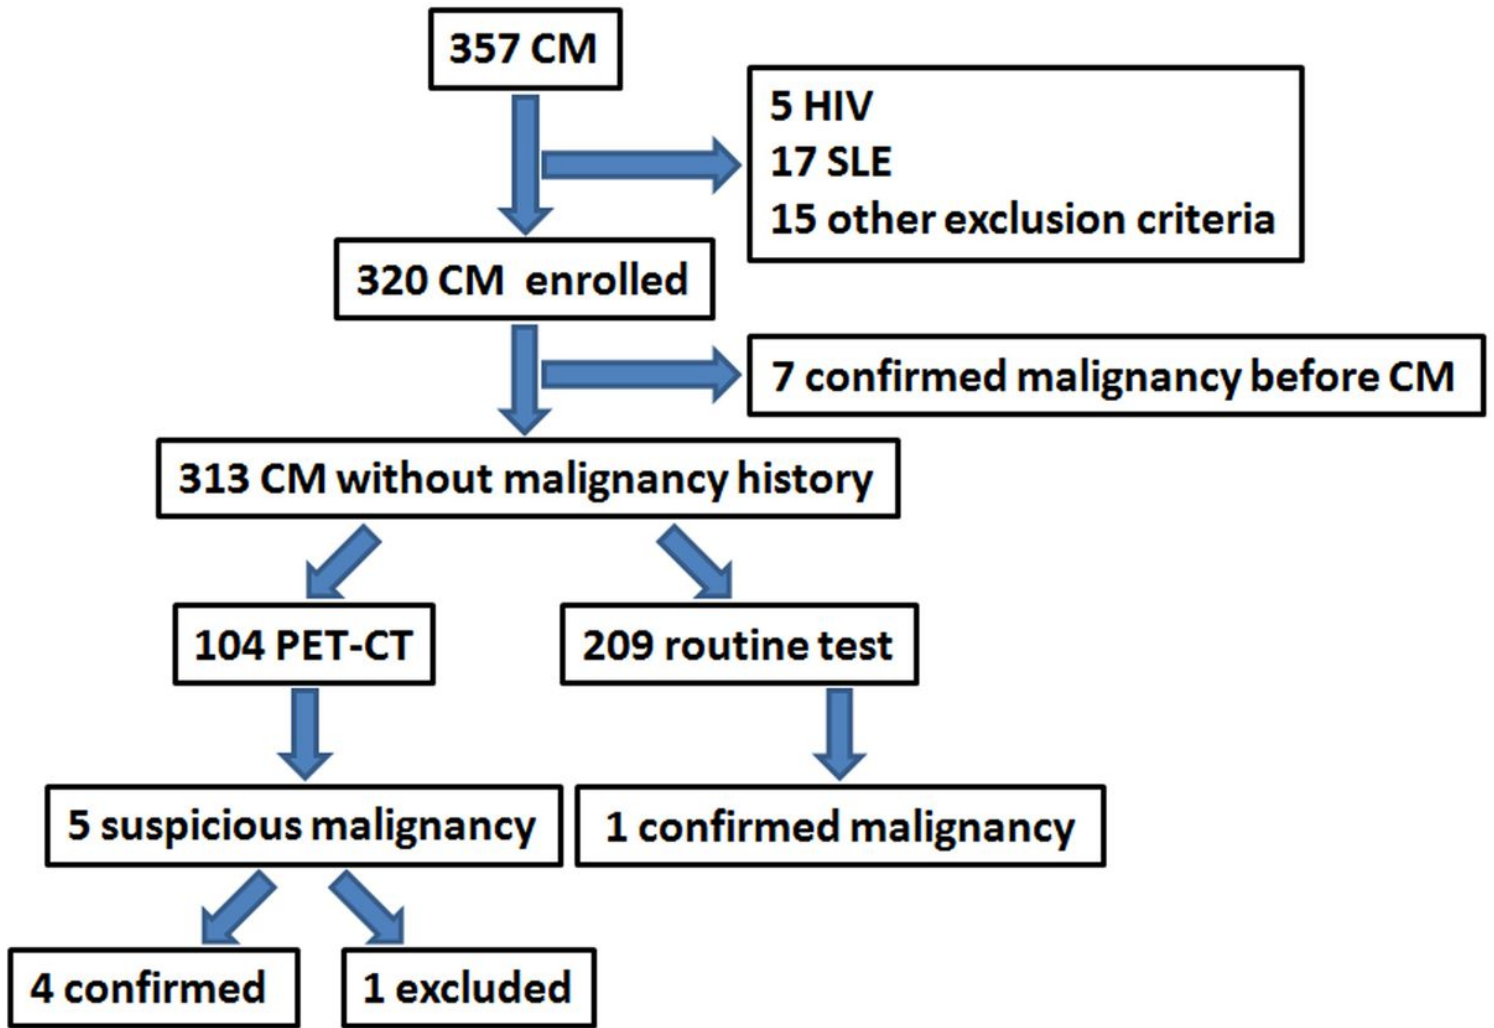 357 CM
5 HIV
17 SLE
15 other exclusion criteria
320 CM enrolled
7 confirmed malignancy before CM
313 CM without malignancy history
104 PET-CT
209 routine test
5 suspicious malignancy
1 confirmed malignancy
4 confirmed
1 excluded